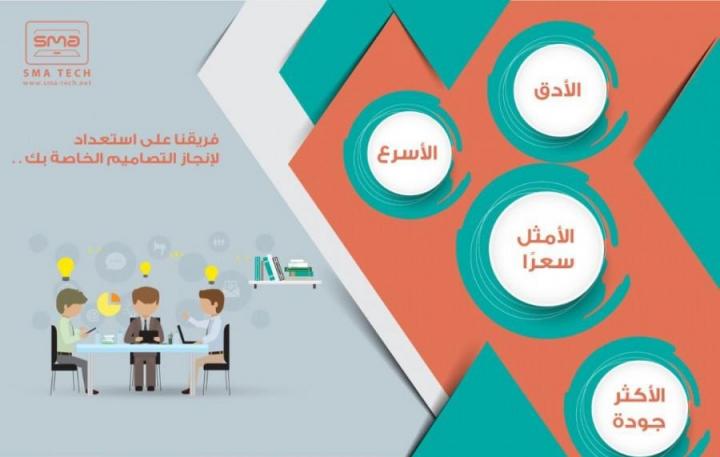 sma
SMA TECH
www.sma-tech.net
فريقنا على استعداد
لإنجاز التصاميم الخاصة بك ..
الأدق
الأسرع
الأمثل
سعرًا
الأكثر
جودة